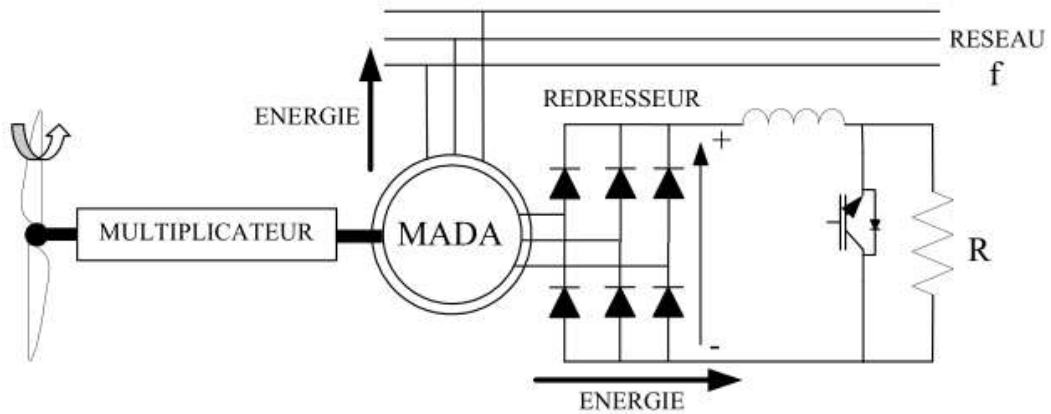 RESEAU
f
ENERGIE
REDRESSEUR
+
MULTIPLICATEUR
MADA
R
-
ENERGIE